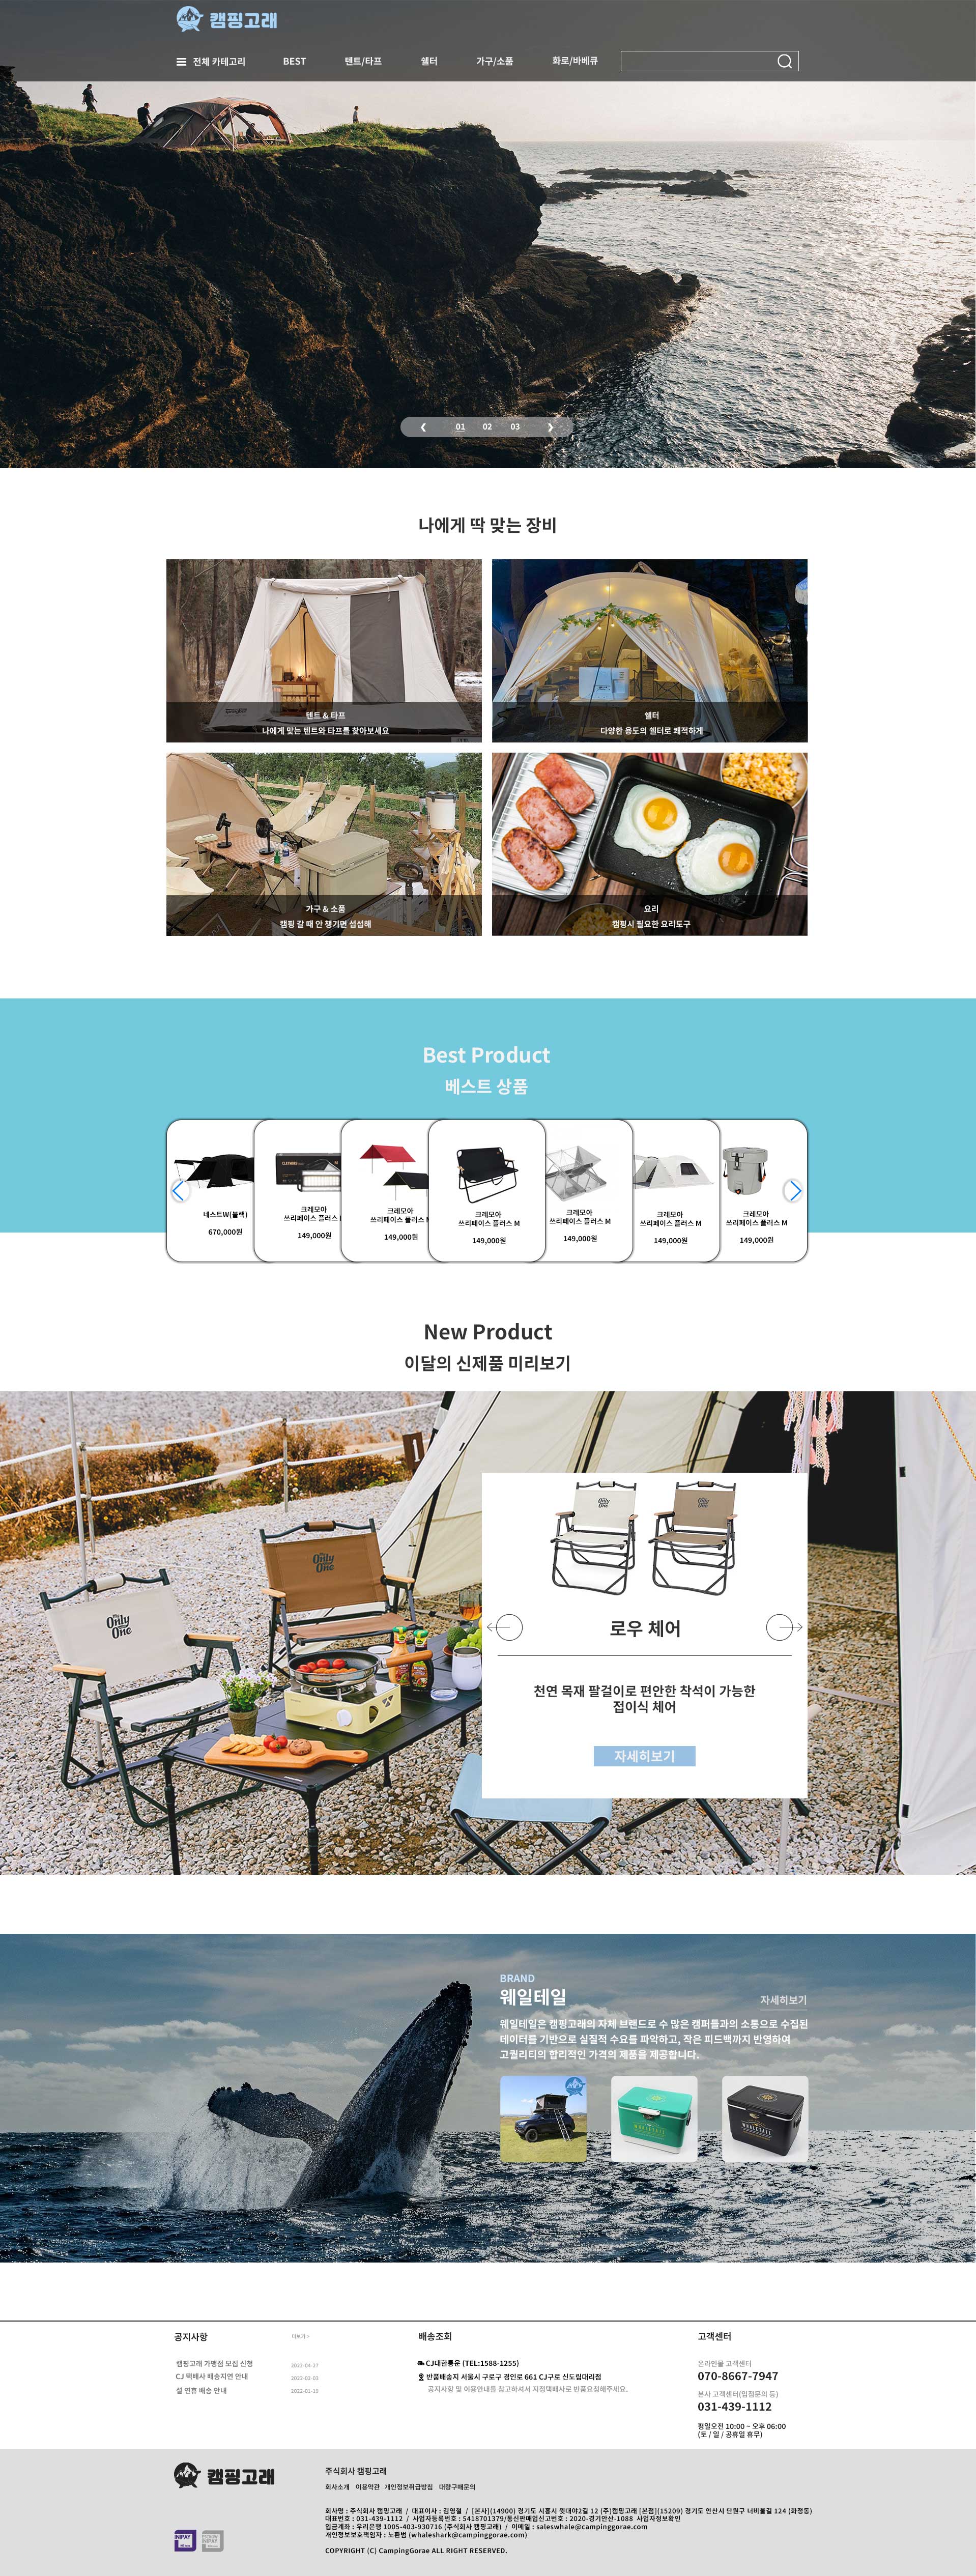 캠핑고래
전체 카테고리
BEST
텐트/타프
쉘터
가구/소품
화로/바베큐
01
02
03
나에게 딱 맞는 장비
텐트 & 타프
나에게 맞는 텐트와 타프를 찾아보세요
쉘터
다양한 용도의 쉘터로 쾌적하게
가구 & 소품
캠핑 갈 때 안 챙기면 섭섭해
요리
캠핑시 필요한 요리도구
Best Product
베스트 상품
네스트W(블랙)
670,000원
크레모아
쓰리페이스 플러스
149,000원
크레모아
쓰리페이스 플러스
149,000원
크레모아
쓰리페이스 플러스 M
149,000원
크레모아
쓰리페이스 플러스 M
149,000원
크레모아
쓰리페이스 플러스 M
149,000원
크레모아
쓰리페이스 플러스 M
149,000원
New Product
이달의 신제품 미리보기
Only One
Only One
로우 체어
천연 목재 팔걸이로 편안한 착석이 가능한
접이식 체어
자세히보기
BRAND
웨일테일
자세히보기
웨일테일은 캠핑고래의 자체 브랜드로 수 많은 캠퍼들과의 소통으로 수집된
데이터를 기반으로 실질적 수요를 파악하고, 작은 피드백까지 반영하여
고퀄리티의 합리적인 가격의 제품을 제공합니다.
공지사항
더보기 +
캠핑고래 가맹점 모집 신청
2022-04-27
CJ 택배사 배송지연 안내
2022-02-03
설 연휴 배송 안내
2022-01-19
배송조회
CJ대한통운 (TEL:1588-1255)
반품배송지 서울시 구로구 경인로 661 CJ구로 신도림대리점
공지사항 및 이용안내를 참고하셔서 지정택배사로 반품요청해주세요.
고객센터
온라인몰 고객센터
070-8667-7947
본사 고객센터(입점문의 등)
031-439-1112
평일오전 10:00 ~ 오후 06:00
(토 / 일 / 공휴일 휴무)
캠핑고래
주식회사 캠핑고래
회사소개 이용약관 개인정보취급방침 대량구매문의
회사명 : 주식회사 캠핑고래 / 대표이사 : 김영철 / [본사](14900) 경기도 시흥시 뒷대야2길 12 (주)캠핑고래 [본점](15209) 경기도 안산시 단원구 너비울길 124 (화정동)
대표번호 : 031-439-1112 / 사업자등록번호 : 5418701379/통신판매업신고번호 : 2020-경기안산-1088 사업자정보확인
입금계좌 : 우리은행 1005-403-930716 (주식회사 캠핑고래) / 이메일 : saleswhale@campinggorae.com
개인정보보호책임자 : 노환범 (whaleshark@campinggorae.com)
COPYRIGHT (C) CampingGorae ALL RIGHT RESERVED.
INIPAY